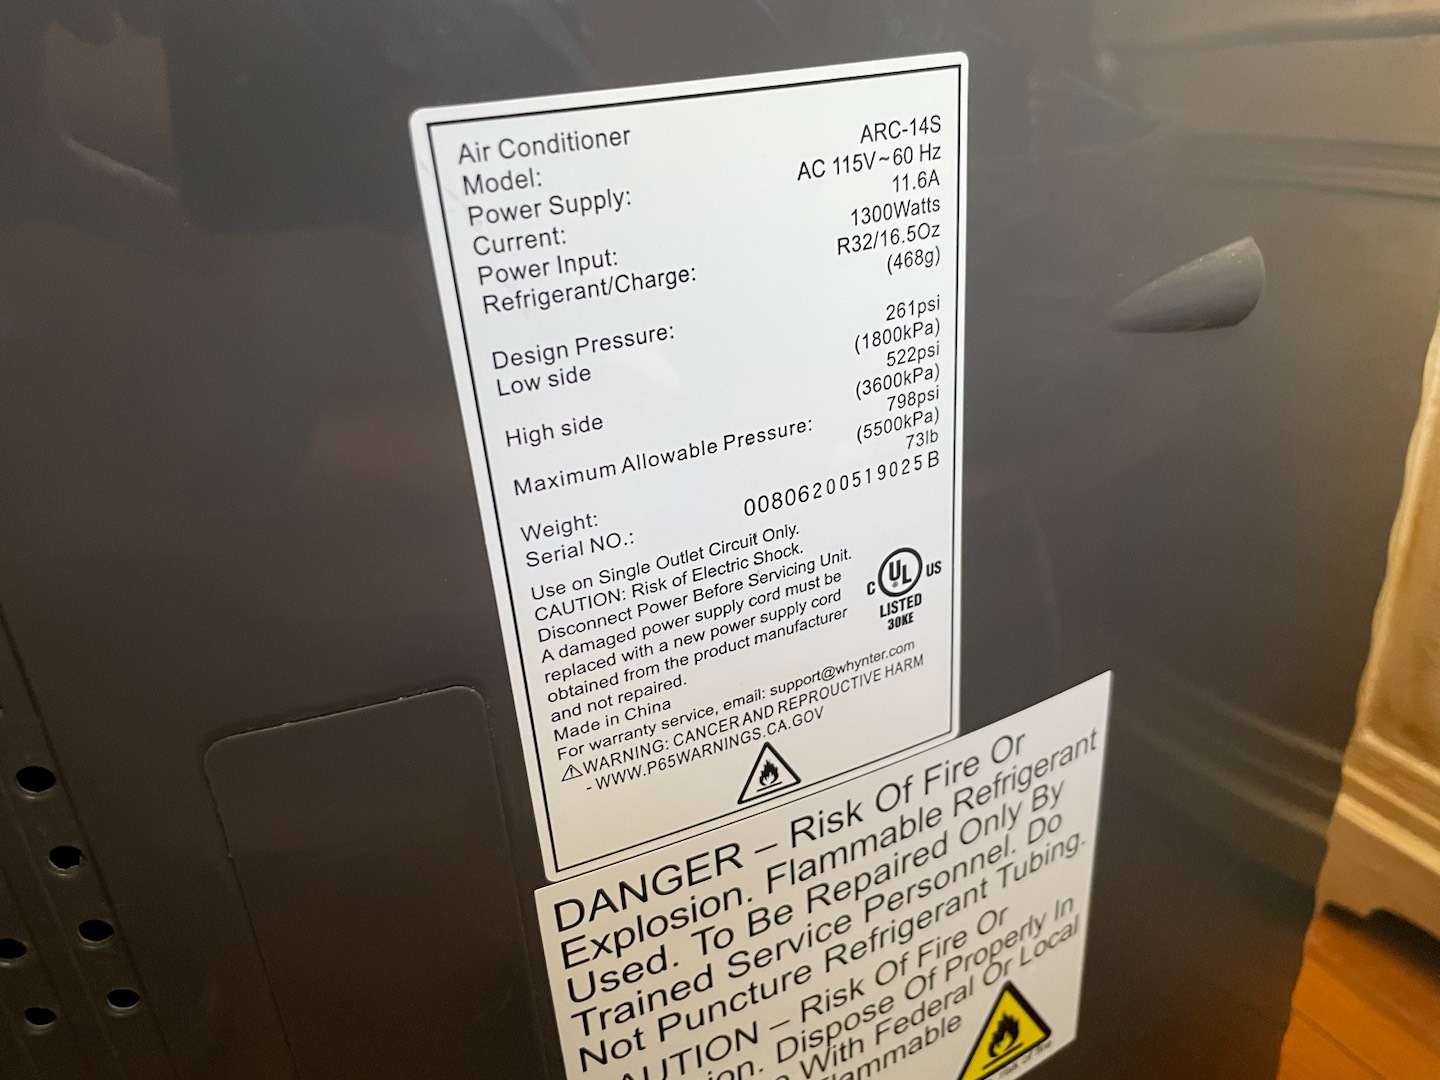 Air Conditioner
Model: ARC-14S
Power Supply: AC 115V~60 Hz
Current: 11.6A
Power Input: 1300Watts
Refrigerant/Charge: R32/16.5Oz
(468g)
Design Pressure:
Low side 261psi
(1800kPa)
High side 522psi
(3600kPa)
Maximum Allowable Pressure: 798psi
(5500kPa)
Weight: 73lb
Serial NO.: 00806200519025B
Use on Single Outlet Circuit Only.
CAUTION: Risk of Electric Shock.
Disconnect Power Before Servicing Unit.
A damaged power supply cord must be
replaced with a new power supply cord
obtained from the product manufacturer
and not repaired.
Made in China
C UL US
LISTED
30KE
For warranty service, email: support@whynter.com
WARNING: CANCER AND REPROUCTIVE HARM
- WWW.P65WARNINGS.CA.GOV
DANGER – Risk Of Fire Or
Explosion. Flammable Refrigerant
Used. To Be Repaired Only By
Trained Service Personnel. Do
Not Puncture Refrigerant Tubing.
AUTION – Risk Of Fire Or
ion. Dispose Of Properly In
With Federal Or Local
ammable
risk of fire